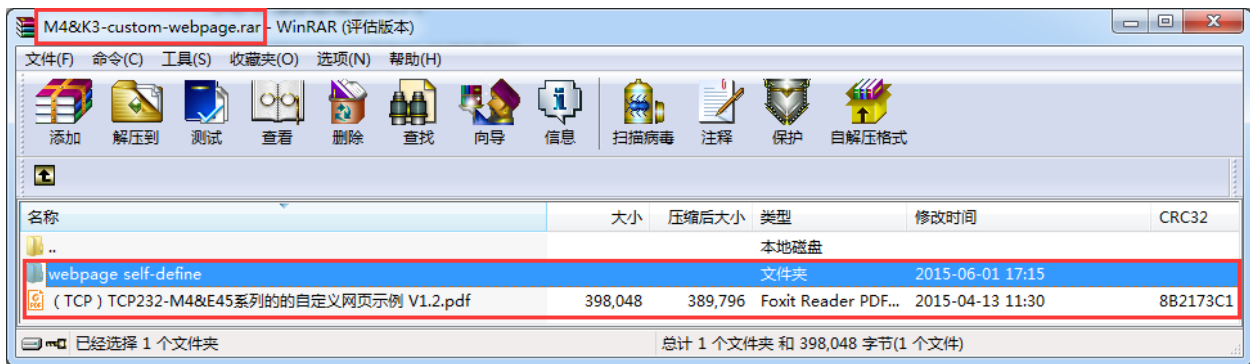 M4&K3-custom-webpage.rar - WinRAR (评估版本)
文件(F) 命令(C) 工具(S) 收藏夹(O) 选项(N) 帮助(H)
添加 解压到 测试 查看 删除 查找 向导 信息 扫描病毒 注释 保护 自解压格式
名称 大小 压缩后大小 类型 修改时间 CRC32
.. 本地磁盘
webpage self-define 文件夹 2015-06-01 17:15
(TCP) TCP232-M4&E45系列的的自定义网页示例 V1.2.pdf 398,048 389,796 Foxit Reader PDF... 2015-04-13 11:30 8B2173C1
已经选择 1 个文件夹 总计 1 个文件夹 和 398,048 字节(1 个文件)